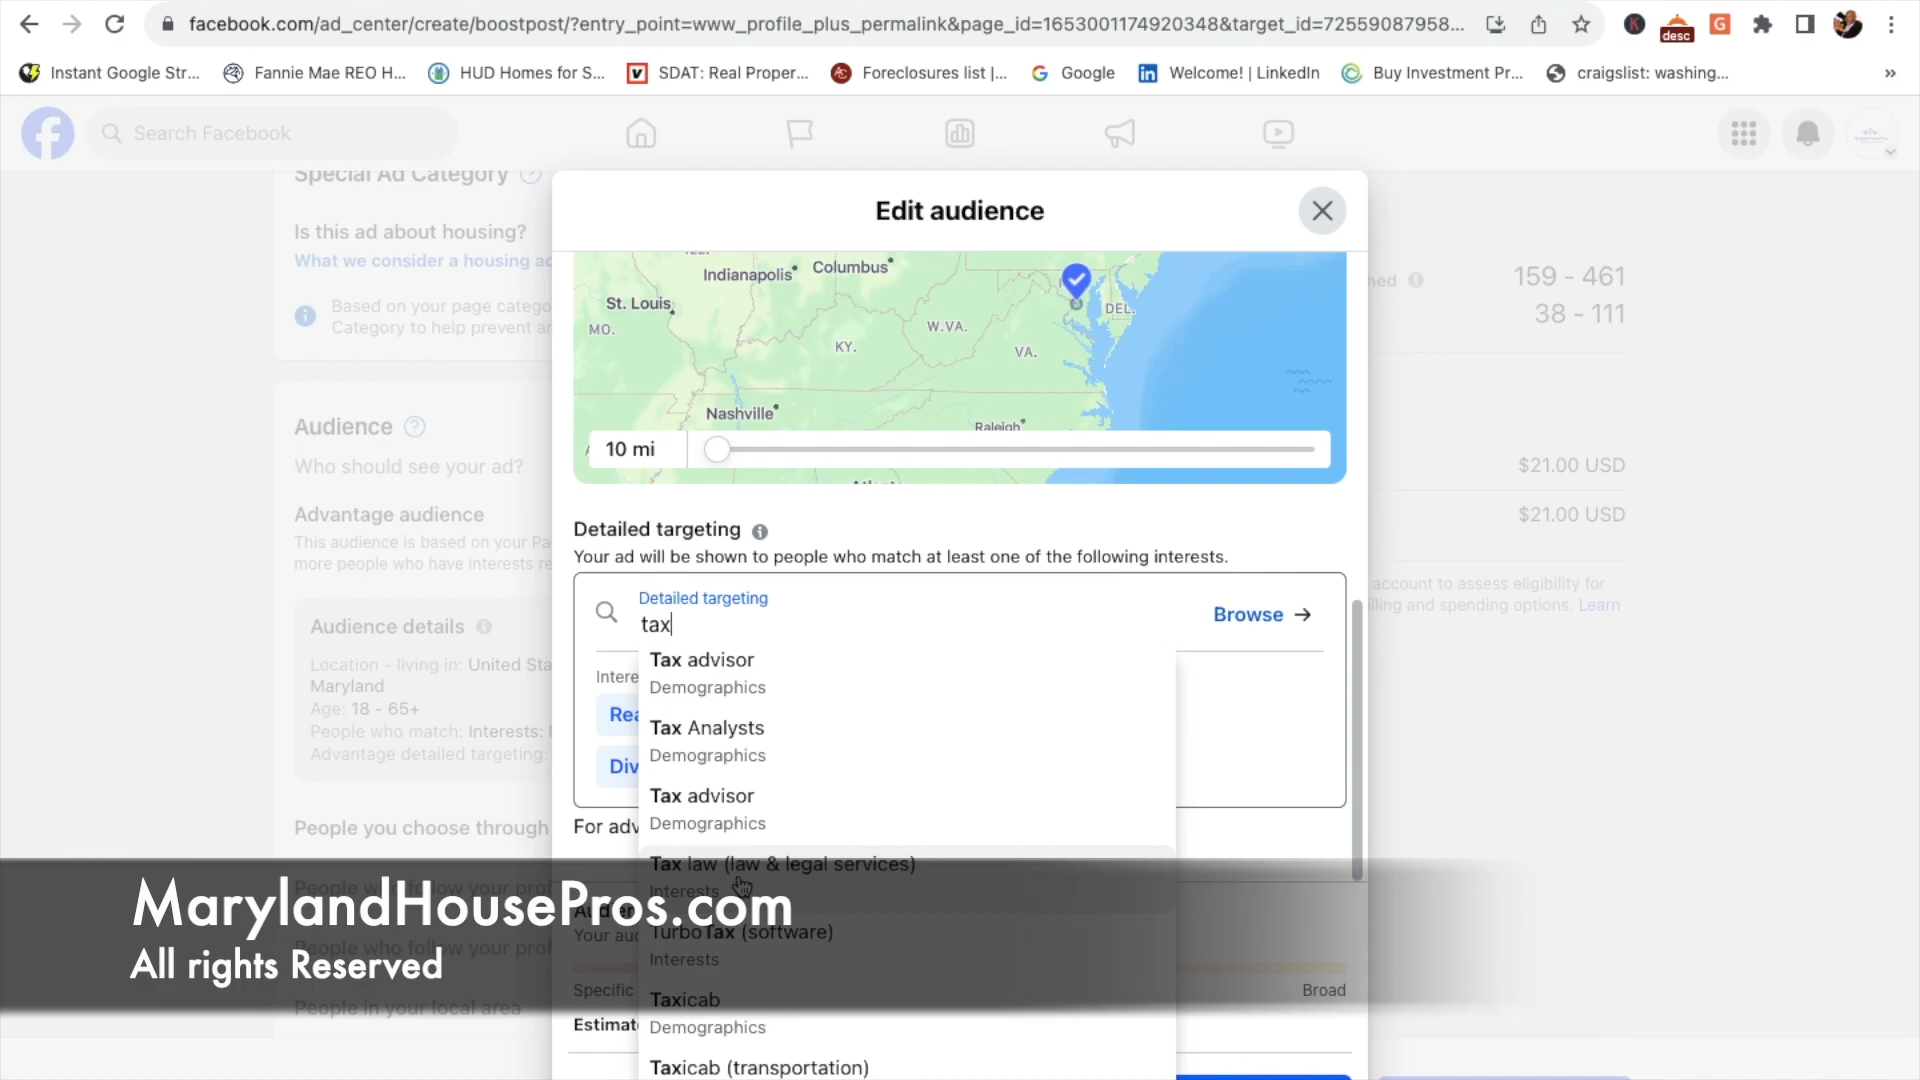 facebook.com/ad_center/create/boostpost/?entry_point=www_profile_plus_permalink&page_id=1653001174920348&target_id=72559087958...
desc
Instant Google Str...
Fannie Mae REO H...
HUD Homes for S...
SDAT: Real Proper...
Foreclosures list |...
Google
Welcome! | LinkedIn
Buy Investment Pr...
craigslist: washing...
»
Search Facebook
Special Ad Category
Is this ad about housing?
What we consider a housing ad
Based on your page catego
Category to help prevent an
Audience
Who should see your ad?
Advantage audience
This audience is based on your Pa
more people who have interests re
Audience details
Location - living in: United Sta
Maryland
Age: 18 - 65+
People who match: Interests:
Advantage detailed targeting:
People you choose through
People who follow your prof
People who follow your prof
People in your local area
Edit audience
Indianapolis
Columbus
St. Louis
MO.
W.VA.
DEL.
KY.
VA.
Nashville
Raleigh
10 mi
Detailed targeting
Your ad will be shown to people who match at least one of the following interests.
Detailed targeting
tax
Browse →
Intere
Rea
Div
For adv
Tax advisor
Demographics
Tax Analysts
Demographics
Tax advisor
Demographics
Tax law (law & legal services)
Interests
TurboTax (software)
Interests
Taxicab
Demographics
Taxicab (transportation)
Audien
Your aud
Specific
Broad
Estimate
159 - 461
38 - 111
$21.00 USD
$21.00 USD
account to assess eligibility for
lling and spending options. Learn
MarylandHousePros.com
All rights Reserved